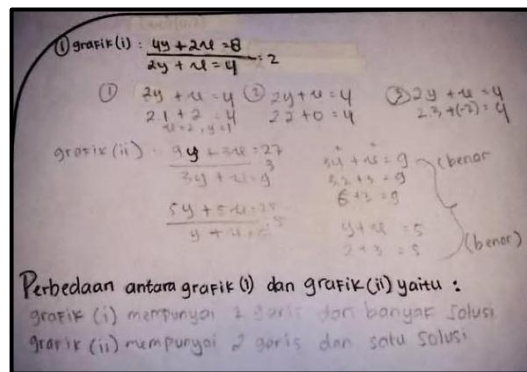 ① grafik (i) : 4y + 2x = 8
2y + x = 4 = 2
① 2y + x = 4 ② 2y + x = 4 ③ 2y + x = 4
2.1 + 2 = 4 2.2 + 0 = 4 2.3 + (-2) = 4
x = 2, y = 1
grafik (ii) : 9y + 3x = 27 3y + x = 9 (benar
3y + x = 9 3 3.2 + 3 = 9
6 + 3 = 9
5y + 5x = 25 y + x = 5
y + x = 5 2 + 3 = 5 (benar)
Perbedaan antara grafik (i) dan grafik (ii) yaitu :
grafik (i) mempunyai 1 garis dan banyak solusi
grafik (ii) mempunyai 2 garis dan satu solusi